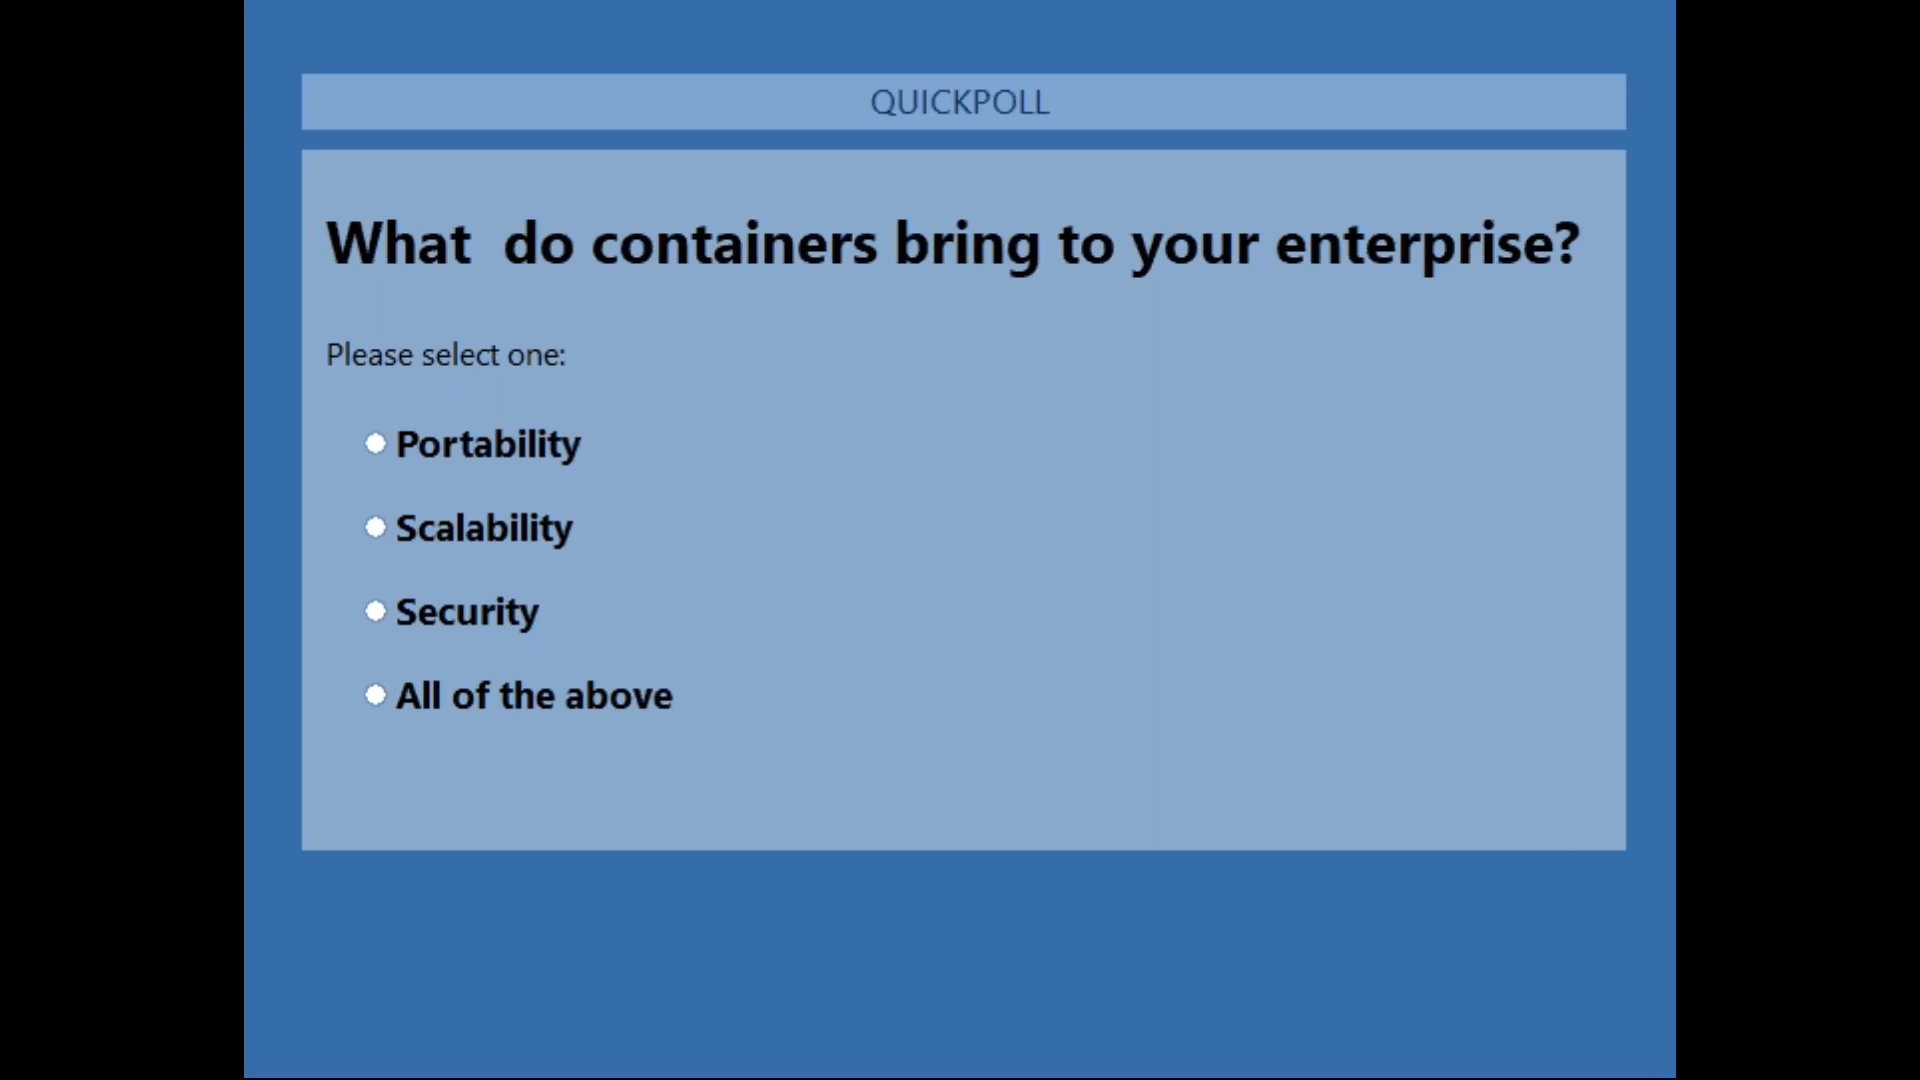 QUICKPOLL
What  do containers bring to your enterprise?
Please select one:
Portability
Scalability
Security
All of the above